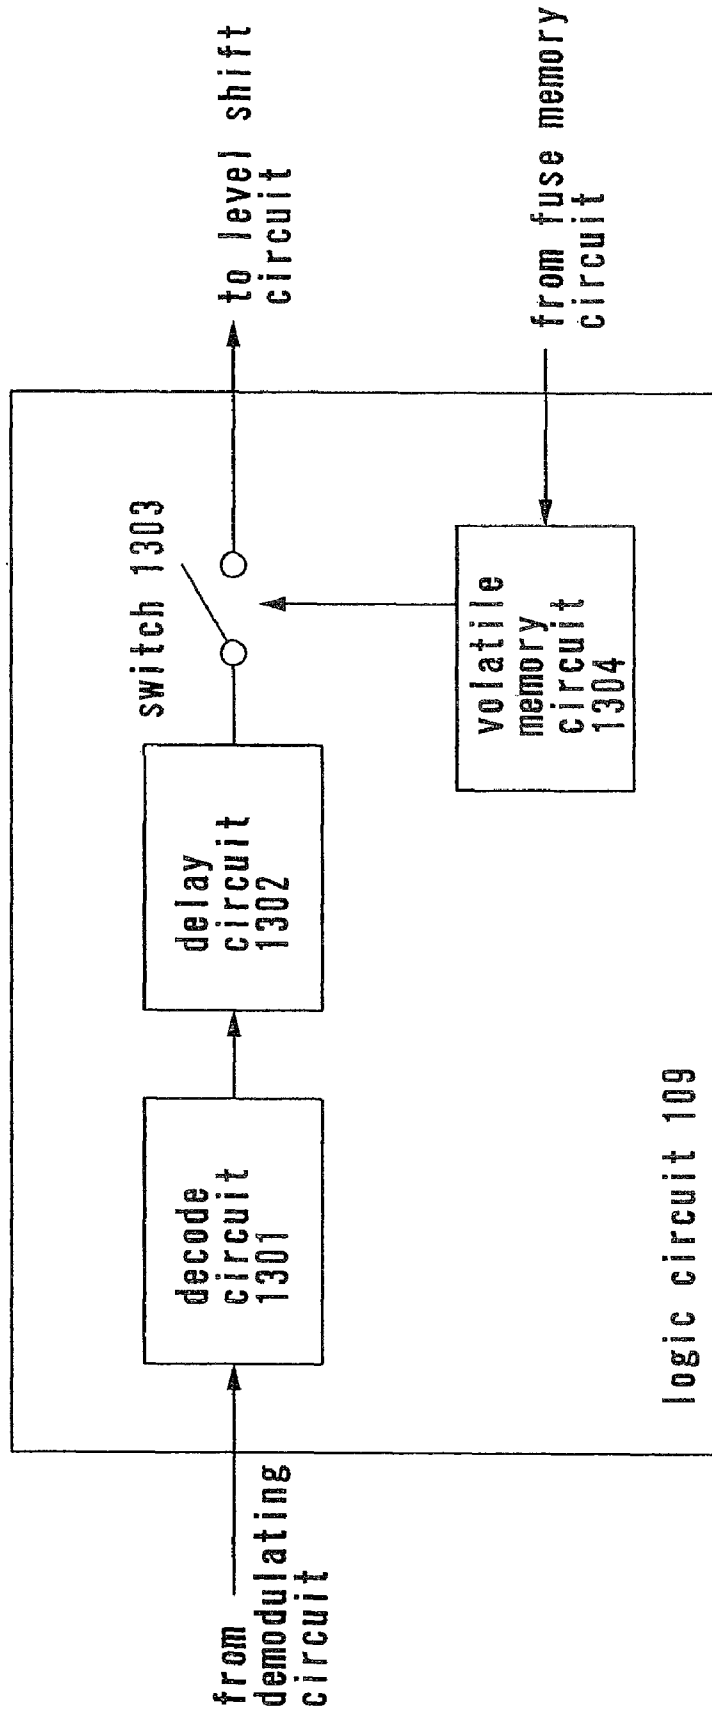 from
demodulating
circuit
decode
circuit
1301
delay
circuit
1302
switch 1303
to level shift
circuit
volatile
memory
circuit
1304
from fuse memory
circuit
logic circuit 109